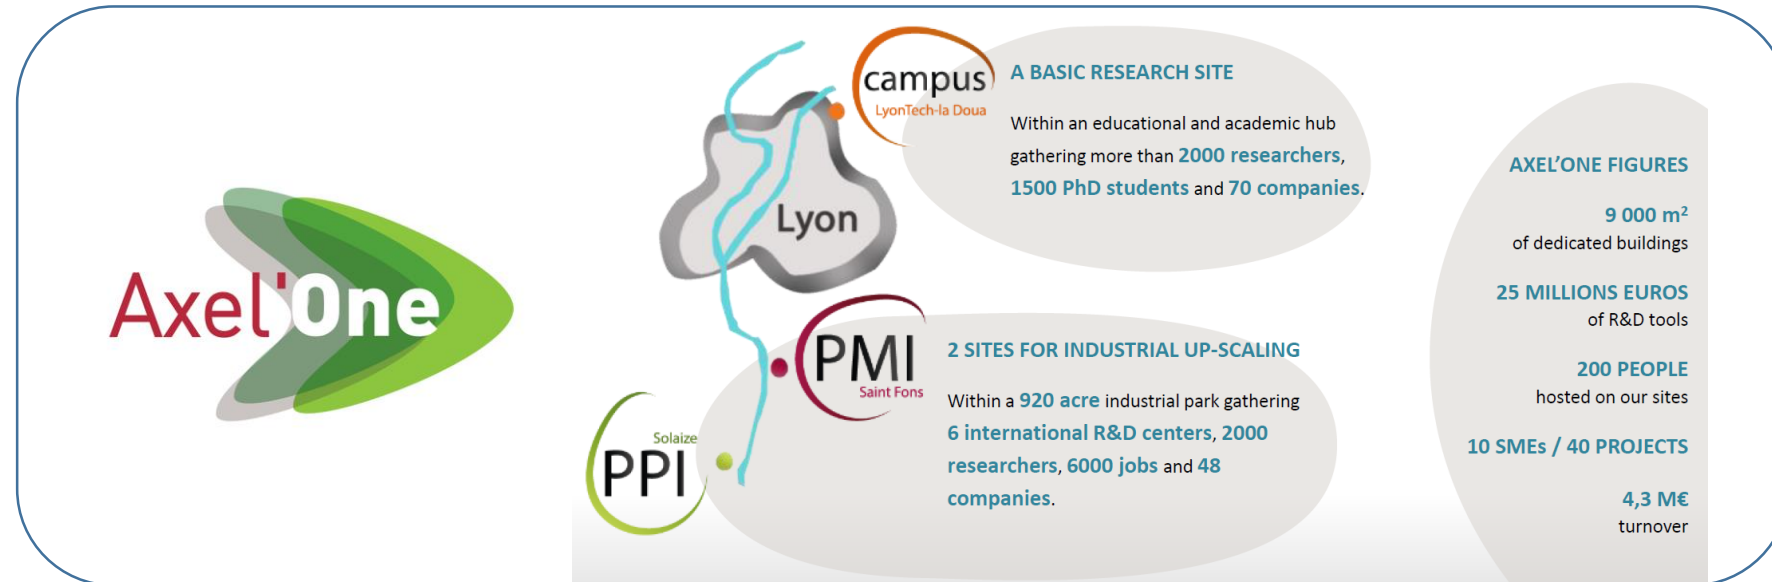 Axel'One
campus
LyonTech-la Doua
Lyon
PMI
Saint Fons
Solaize
PPI
A BASIC RESEARCH SITE
Within an educational and academic hub
gathering more than 2000 researchers,
1500 PhD students and 70 companies.
2 SITES FOR INDUSTRIAL UP-SCALING
Within a 920 acre industrial park gathering
6 international R&D centers, 2000
researchers, 6000 jobs and 48
companies.
AXEL’ONE FIGURES
9 000 m²
of dedicated buildings
25 MILLIONS EUROS
of R&D tools
200 PEOPLE
hosted on our sites
10 SMEs / 40 PROJECTS
4,3 M€
turnover